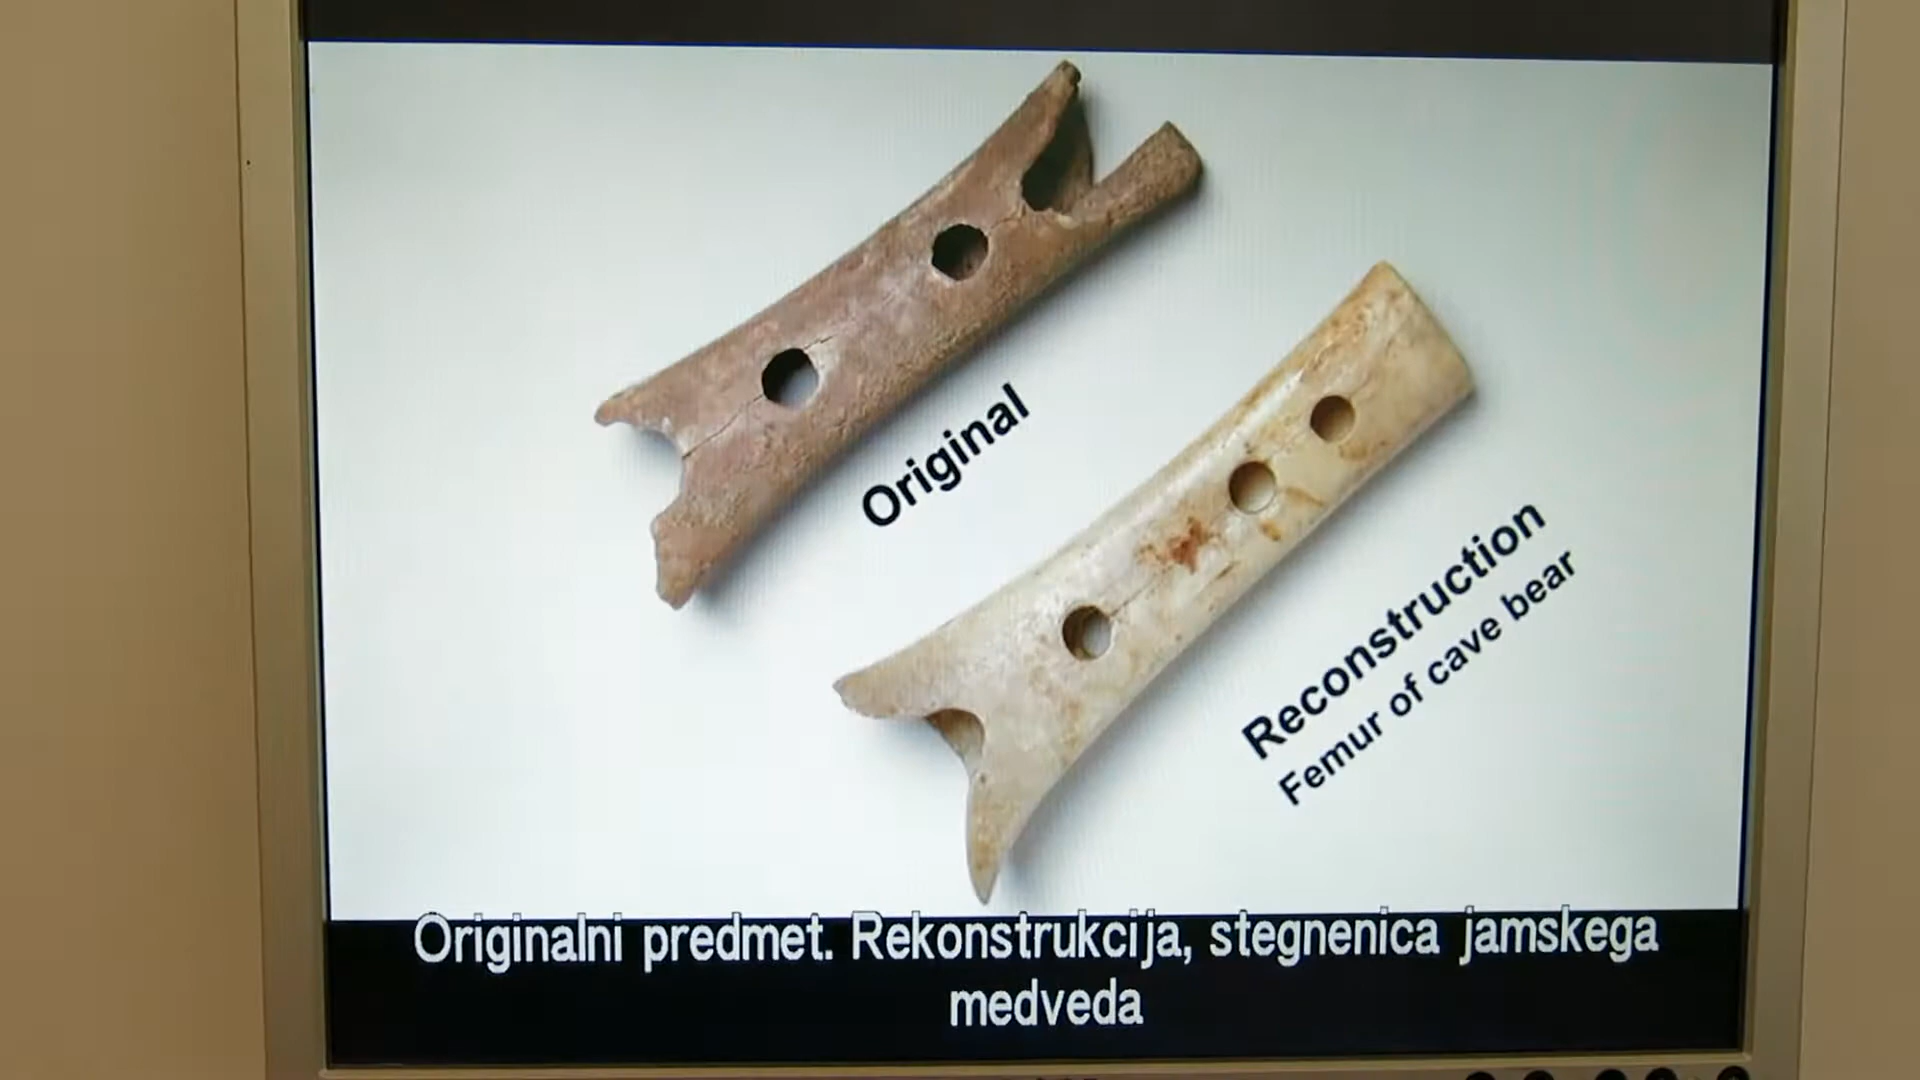 Original
Reconstruction
Femur of cave bear
Originalni predmet. Rekonstrukcija, stegnenica jamskega
medveda